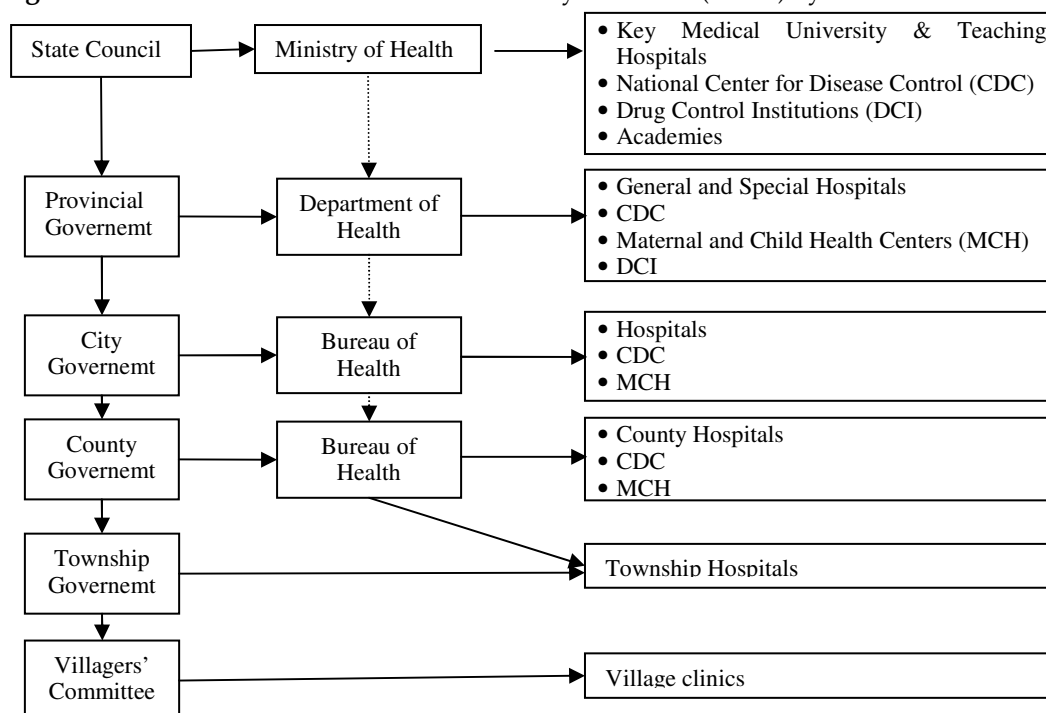 State Council
Ministry of Health
• Key Medical University & Teaching
Hospitals
• National Center for Disease Control (CDC)
• Drug Control Institutions (DCI)
• Academies
Provincial
Governemt
Department of
Health
• General and Special Hospitals
• CDC
• Maternal and Child Health Centers (MCH)
• DCI
City
Governemt
Bureau of
Health
• Hospitals
• CDC
• MCH
County
Governemt
Bureau of
Health
• County Hospitals
• CDC
• MCH
Township
Governemt
Township Hospitals
Villagers'
Committee
Village clinics